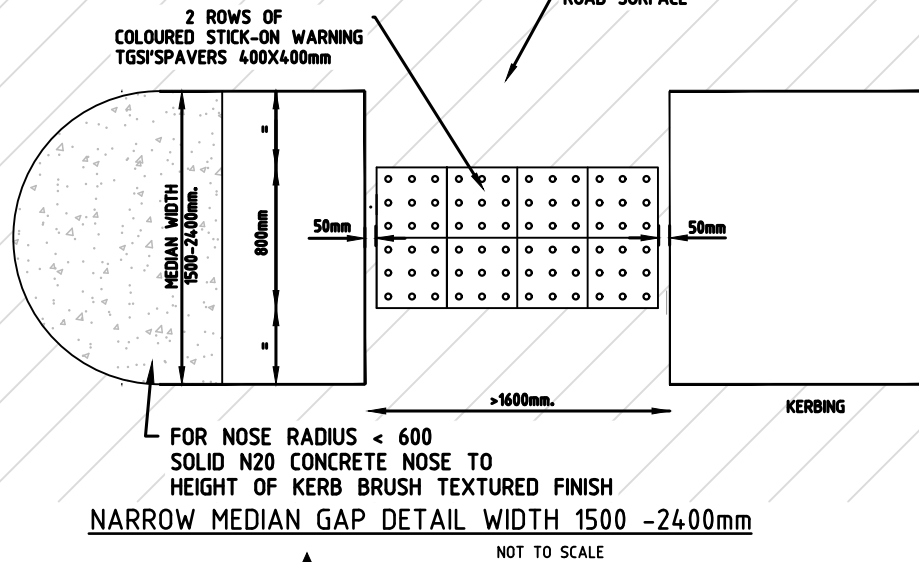 ROAD SURFACE
2 ROWS OF
COLOURED STICK-ON WARNING
TGSI'SPAVERS 400X400mm
MEDIAN WIDTH
1500-2400mm.
=
800mm
=
50mm
50mm
>1600mm.
KERBING
FOR NOSE RADIUS < 600
SOLID N20 CONCRETE NOSE TO
HEIGHT OF KERB BRUSH TEXTURED FINISH
NARROW MEDIAN GAP DETAIL WIDTH 1500 -2400mm
NOT TO SCALE